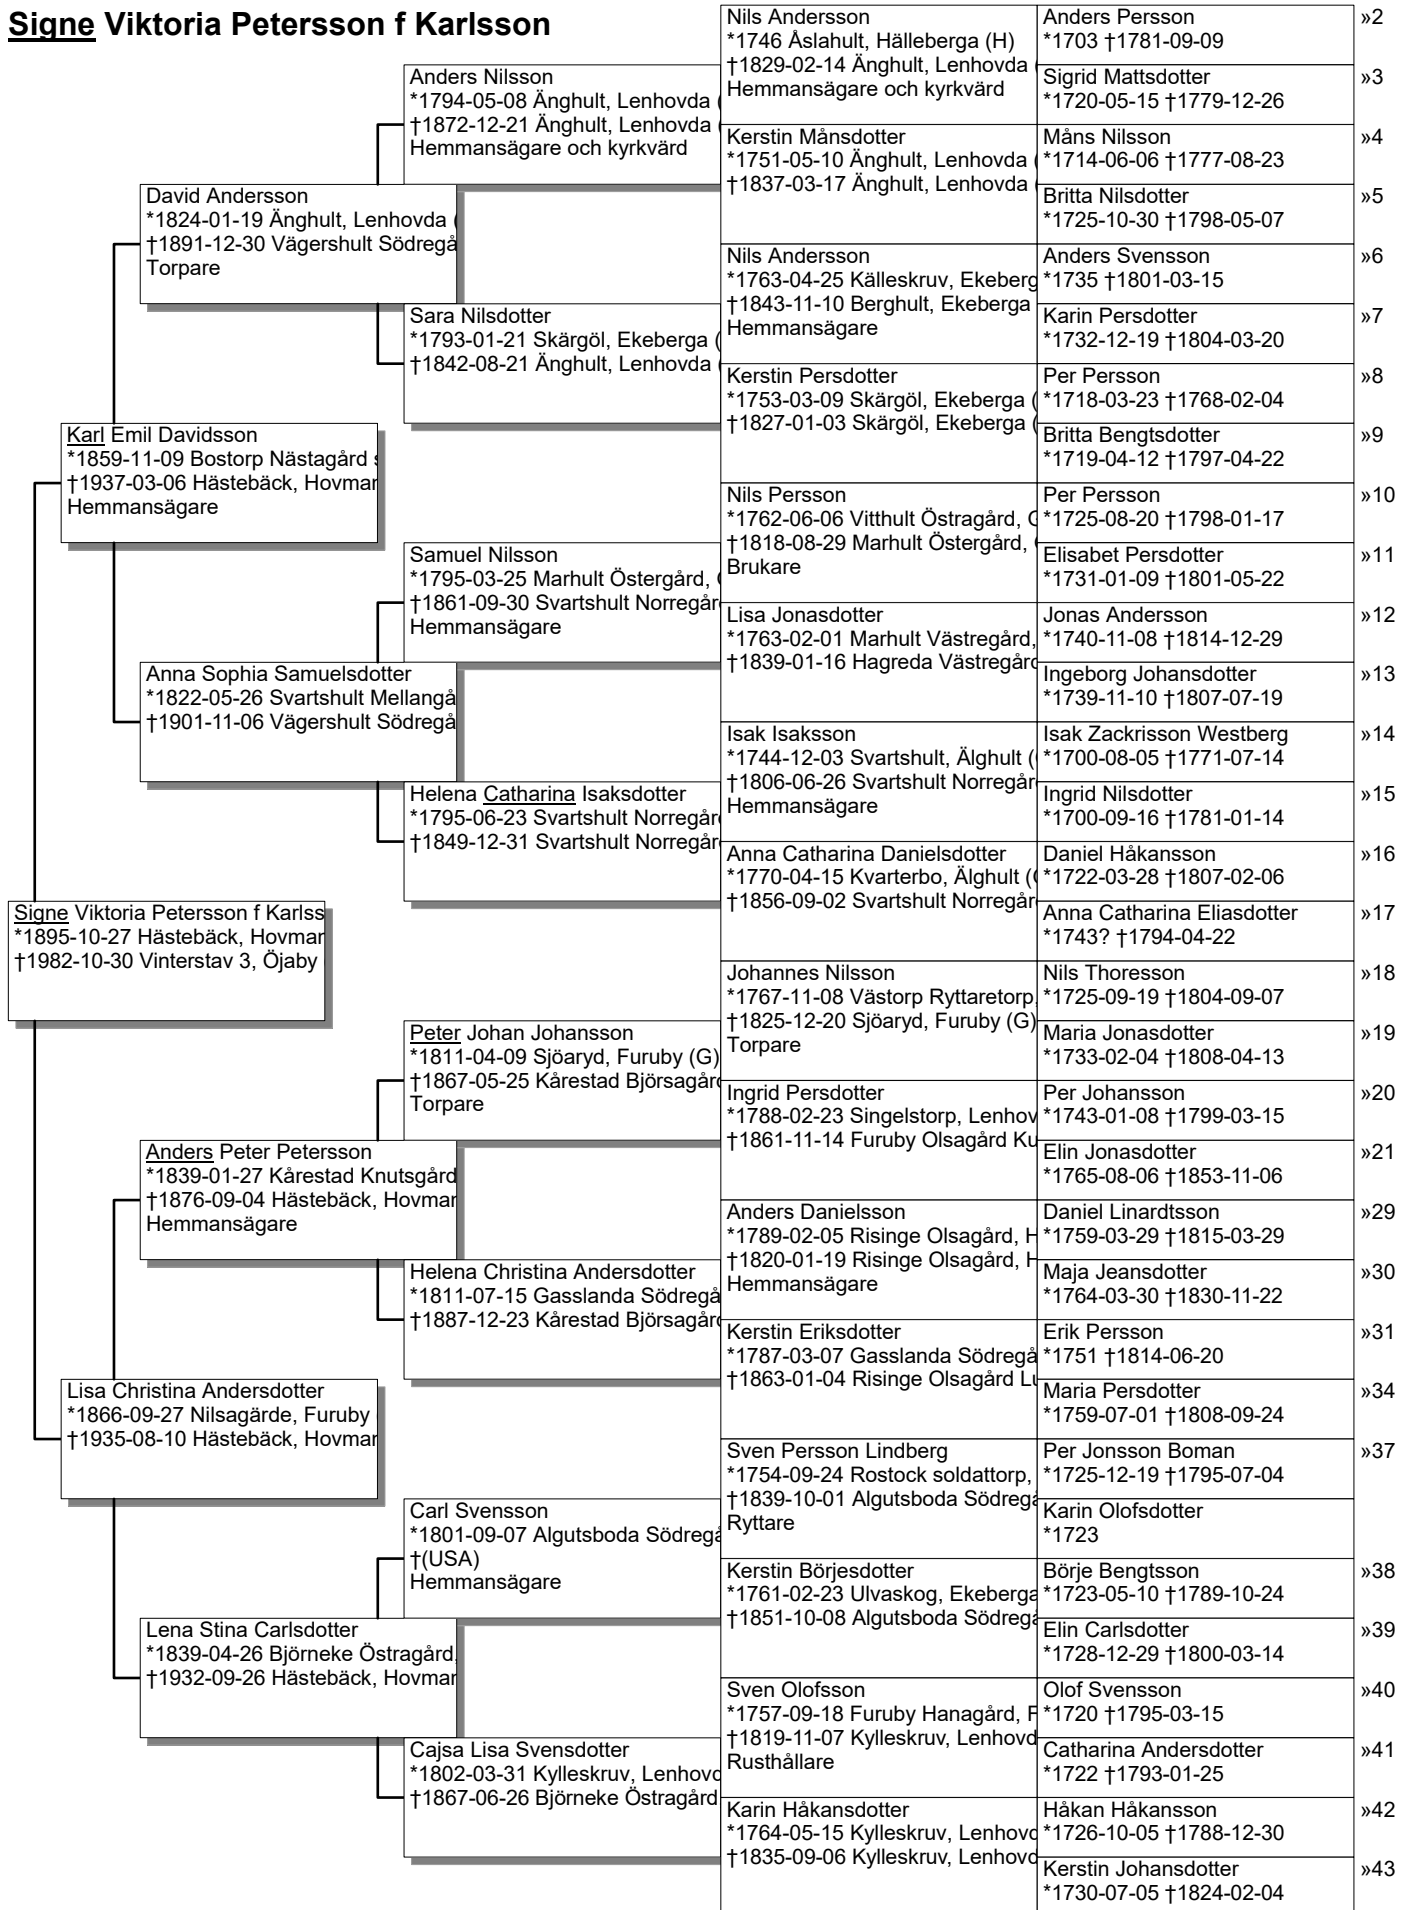 Signe Viktoria Petersson f Karlsson
Signe Viktoria Petersson f Karlss
*1895-10-27 Hästebäck, Hovmar
†1982-10-30 Vinterstav 3, Öjaby
Karl Emil Davidsson
*1859-11-09 Bostorp Nästagård s
†1937-03-06 Hästebäck, Hovmar
Hemmansägare
Lisa Christina Andersdotter
*1866-09-27 Nilsagärde, Furuby
†1935-08-10 Hästebäck, Hovmar
David Andersson
*1824-01-19 Änghult, Lenhovda (
†1891-12-30 Vägershult Södregå
Torpare
Anna Sophia Samuelsdotter
*1822-05-26 Svartshult Mellangå
†1901-11-06 Vägershult Södregå
Anders Peter Petersson
*1839-01-27 Kårestad Knutsgård
†1876-09-04 Hästebäck, Hovmar
Hemmansägare
Lena Stina Carlsdotter
*1839-04-26 Björneke Östragård,
†1932-09-26 Hästebäck, Hovmar
Anders Nilsson
*1794-05-08 Änghult, Lenhovda (
†1872-12-21 Änghult, Lenhovda (
Hemmansägare och kyrkvärd
Sara Nilsdotter
*1793-01-21 Skärgöl, Ekeberga (
†1842-08-21 Änghult, Lenhovda (
Samuel Nilsson
*1795-03-25 Marhult Östergård, (
†1861-09-30 Svartshult Norregår
Hemmansägare
Helena Catharina Isaksdotter
*1795-06-23 Svartshult Norregår
†1849-12-31 Svartshult Norregår
Peter Johan Johansson
*1811-04-09 Sjöaryd, Furuby (G)
†1867-05-25 Kårestad Björsagård
Torpare
Helena Christina Andersdotter
*1811-07-15 Gasslanda Södregå
†1887-12-23 Kårestad Björsagård
Carl Svensson
*1801-09-07 Algutsboda Södregå
†(USA)
Hemmansägare
Cajsa Lisa Svensdotter
*1802-03-31 Kylleskruv, Lenhovd
†1867-06-26 Björneke Östragård
Nils Andersson
*1746 Åslahult, Hälleberga (H)
†1829-02-14 Änghult, Lenhovda (
Hemmansägare och kyrkvärd
Kerstin Månsdotter
*1751-05-10 Änghult, Lenhovda (
†1837-03-17 Änghult, Lenhovda (
Nils Andersson
*1763-04-25 Källeskruv, Ekeberg
†1843-11-10 Berghult, Ekeberga
Hemmansägare
Kerstin Persdotter
*1753-03-09 Skärgöl, Ekeberga (
†1827-01-03 Skärgöl, Ekeberga (
Nils Persson
*1762-06-06 Vitthult Östragård, G
†1818-08-29 Marhult Östergård, (
Brukare
Lisa Jonasdotter
*1763-02-01 Marhult Västregård,
†1839-01-16 Hagreda Västregård
Isak Isaksson
*1744-12-03 Svartshult, Älghult (
†1806-06-26 Svartshult Norregår
Hemmansägare
Anna Catharina Danielsdotter
*1770-04-15 Kvarterbo, Älghult (G
†1856-09-02 Svartshult Norregår
Johannes Nilsson
*1767-11-08 Västorp Ryttaretorp,
†1825-12-20 Sjöaryd, Furuby (G)
Torpare
Ingrid Persdotter
*1788-02-23 Singelstorp, Lenhov
†1861-11-14 Furuby Olsagård Ku
Anders Danielsson
*1789-02-05 Risinge Olsagård, H
†1820-01-19 Risinge Olsagård, H
Hemmansägare
Kerstin Eriksdotter
*1787-03-07 Gasslanda Södregå
†1863-01-04 Risinge Olsagård Lu
Sven Persson Lindberg
*1754-09-24 Rostock soldattorp,
†1839-10-01 Algutsboda Södregå
Ryttare
Kerstin Börjesdotter
*1761-02-23 Ulvaskog, Ekeberga
†1851-10-08 Algutsboda Södregå
Sven Olofsson
*1757-09-18 Furuby Hanagård, F
†1819-11-07 Kylleskruv, Lenhovd
Rusthållare
Karin Håkansdotter
*1764-05-15 Kylleskruv, Lenhovd
†1835-09-06 Kylleskruv, Lenhovd
Anders Persson »2
*1703 †1781-09-09
Sigrid Mattsdotter »3
*1720-05-15 †1779-12-26
Måns Nilsson »4
*1714-06-06 †1777-08-23
Britta Nilsdotter »5
*1725-10-30 †1798-05-07
Anders Svensson »6
*1735 †1801-03-15
Karin Persdotter »7
*1732-12-19 †1804-03-20
Per Persson »8
*1718-03-23 †1768-02-04
Britta Bengtsdotter »9
*1719-04-12 †1797-04-22
Per Persson »10
*1725-08-20 †1798-01-17
Elisabet Persdotter »11
*1731-01-09 †1801-05-22
Jonas Andersson »12
*1740-11-08 †1814-12-29
Ingeborg Johansdotter »13
*1739-11-10 †1807-07-19
Isak Zackrisson Westberg »14
*1700-08-05 †1771-07-14
Ingrid Nilsdotter »15
*1700-09-16 †1781-01-14
Daniel Håkansson »16
*1722-03-28 †1807-02-06
Anna Catharina Eliasdotter »17
*1743? †1794-04-22
Nils Thoresson »18
*1725-09-19 †1804-09-07
Maria Jonasdotter »19
*1733-02-04 †1808-04-13
Per Johansson »20
*1743-01-08 †1799-03-15
Elin Jonasdotter »21
*1765-08-06 †1853-11-06
Daniel Linardtsson »29
*1759-03-29 †1815-03-29
Maja Jeansdotter »30
*1764-03-30 †1830-11-22
Erik Persson »31
*1751 †1814-06-20
Maria Persdotter »34
*1759-07-01 †1808-09-24
Per Jonsson Boman »37
*1725-12-19 †1795-07-04
Karin Olofsdotter
*1723
Börje Bengtsson »38
*1723-05-10 †1789-10-24
Elin Carlsdotter »39
*1728-12-29 †1800-03-14
Olof Svensson »40
*1720 †1795-03-15
Catharina Andersdotter »41
*1722 †1793-01-25
Håkan Håkansson »42
*1726-10-05 †1788-12-30
Kerstin Johansdotter »43
*1730-07-05 †1824-02-04